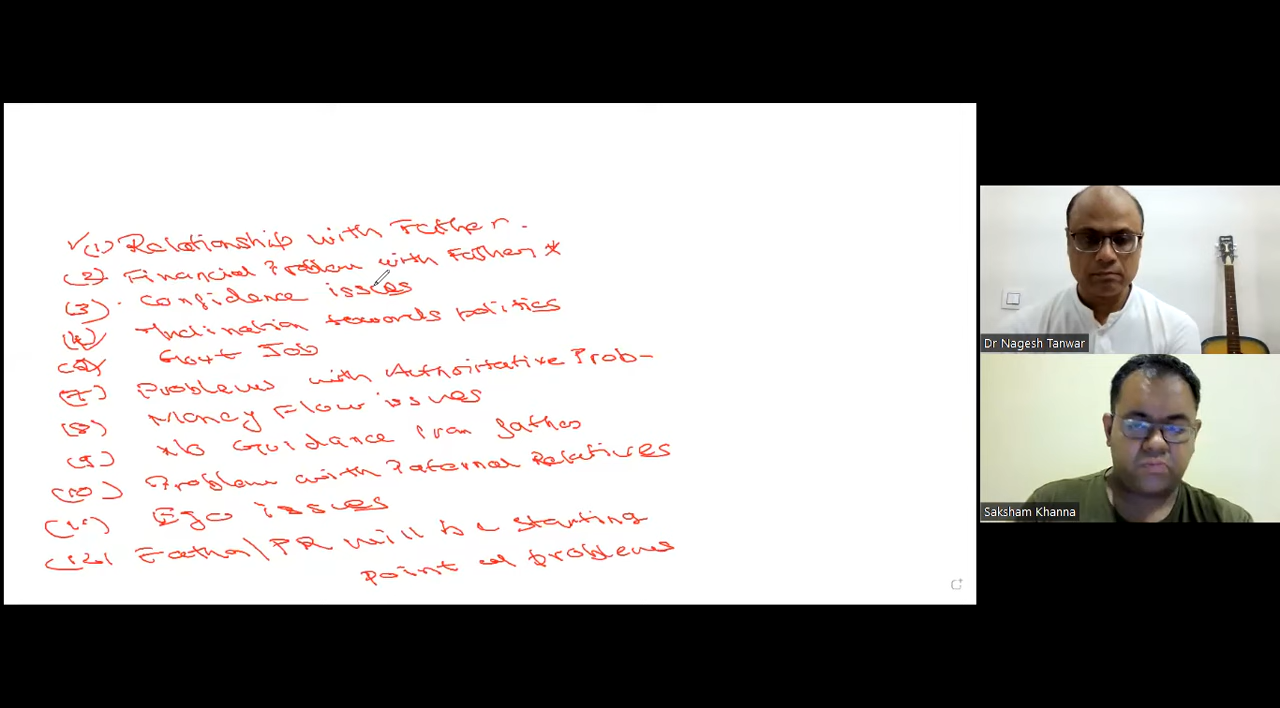 ✓(1) Relationship with Father.
(2) Financial Problem with Father *
(3) Confidence issues
(4) Inclination towards politics
Govt Job
(7) Problems with Authoritative Prob-
(8) Money Flow issues
(9) No Guidance from father
(10) Problem with Paternal Relatives
(11) Ego issues
(12) Father/PR will be starting
point of problems
Dr Nagesh Tanwar
Saksham Khanna